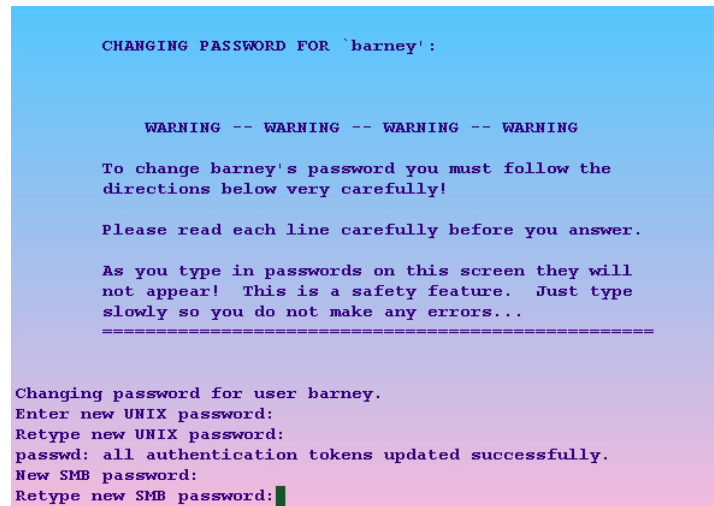 CHANGING PASSWORD FOR `barney':
WARNING -- WARNING -- WARNING -- WARNING
To change barney's password you must follow the
directions below very carefully!
Please read each line carefully before you answer.
As you type in passwords on this screen they will
not appear!  This is a safety feature.  Just type
slowly so you do not make any errors...
===================================================
Changing password for user barney.
Enter new UNIX password:
Retype new UNIX password:
passwd: all authentication tokens updated successfully.
New SMB password:
Retype new SMB password: